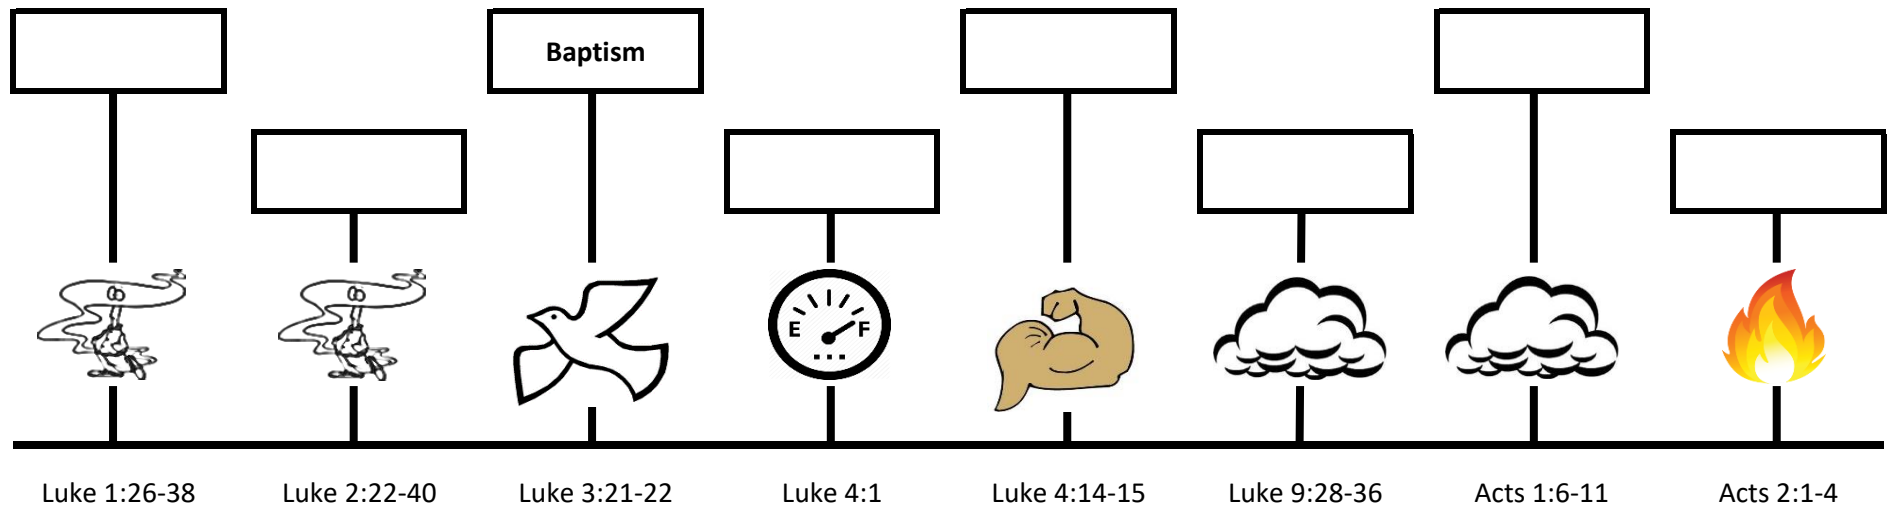 Baptism
E F
Luke 1:26-38
Luke 2:22-40
Luke 3:21-22
Luke 4:1
Luke 4:14-15
Luke 9:28-36
Acts 1:6-11
Acts 2:1-4